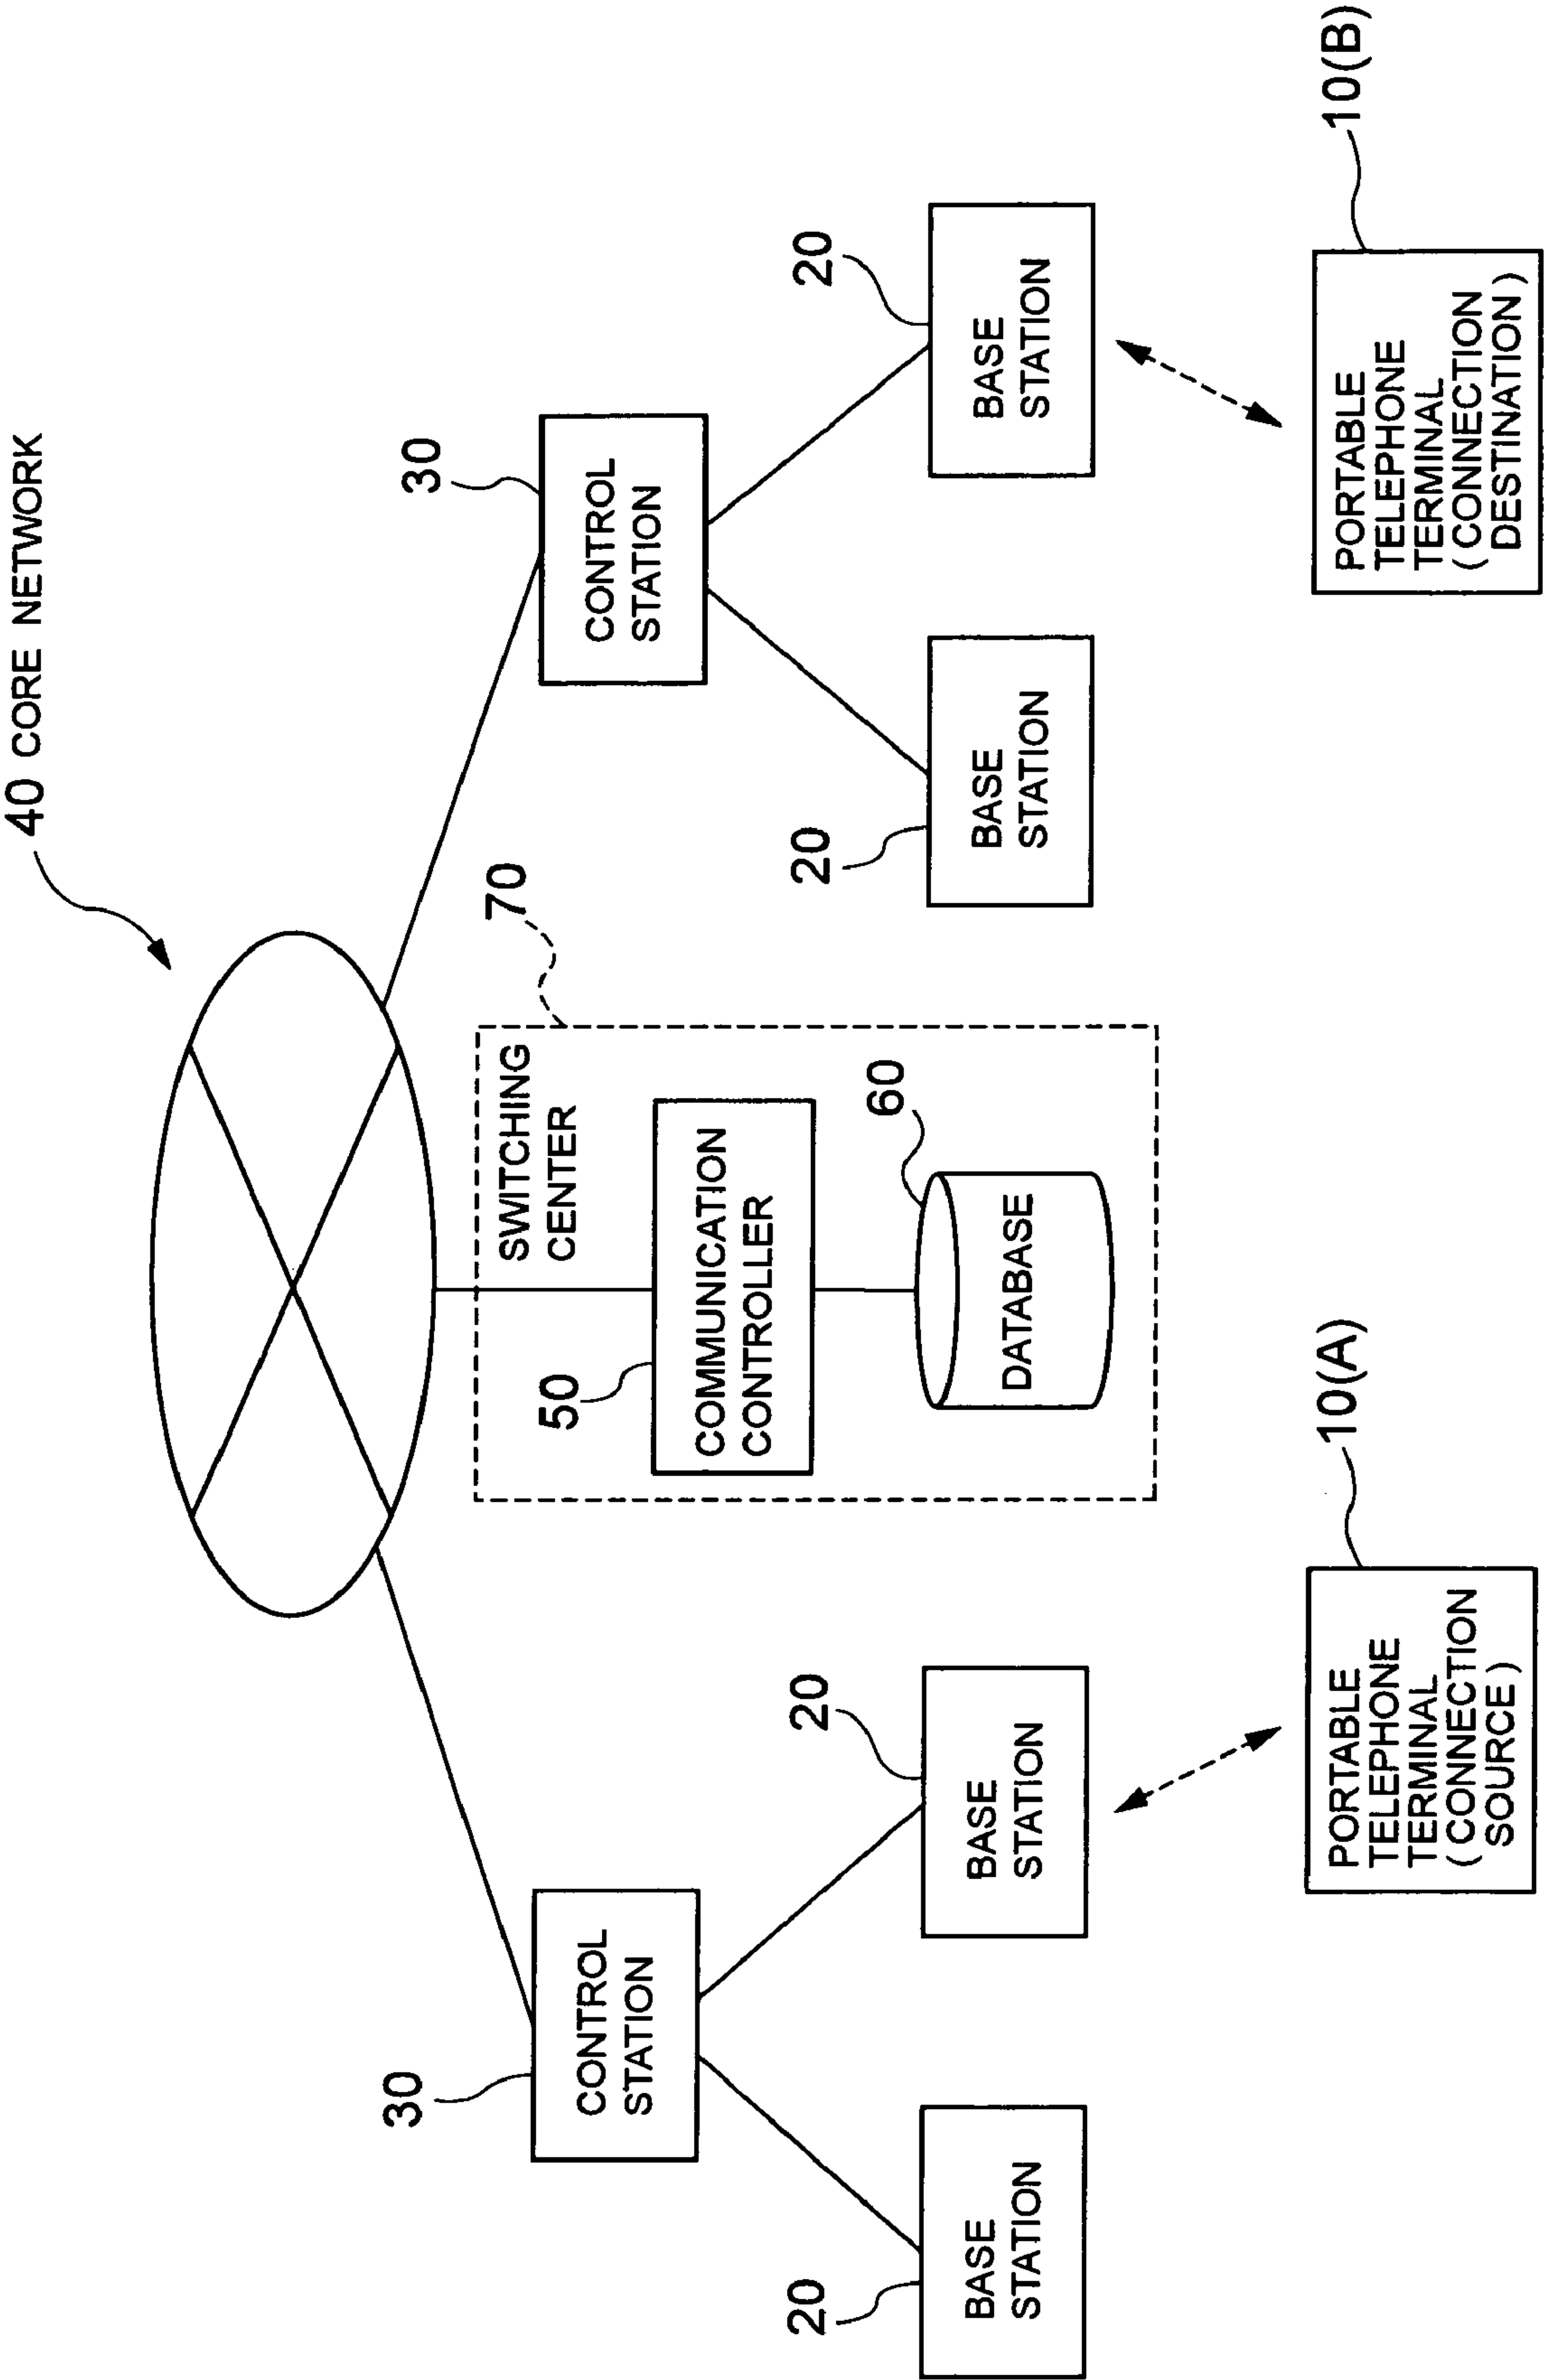 40 CORE NETWORK
30
CONTROL
STATION
20
BASE
STATION
20
BASE
STATION
10(A)
PORTABLE
TELEPHONE
TERMINAL
(CONNECTION
SOURCE)
70
SWITCHING
CENTER
50
COMMUNICATION
CONTROLLER
60
DATABASE
30
CONTROL
STATION
20
BASE
STATION
20
BASE
STATION
10(B)
PORTABLE
TELEPHONE
TERMINAL
(CONNECTION
DESTINATION)